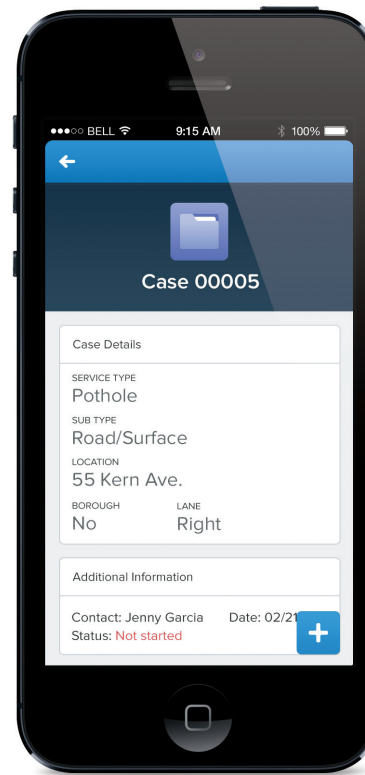 BELL 9:15 AM 100%
Case 00005
Case Details
SERVICE TYPE
Pothole
SUB TYPE
Road/Surface
LOCATION
55 Kern Ave.
BOROUGH LANE
No Right
Additional Information
Contact: Jenny Garcia Date: 02/21
Status: Not started